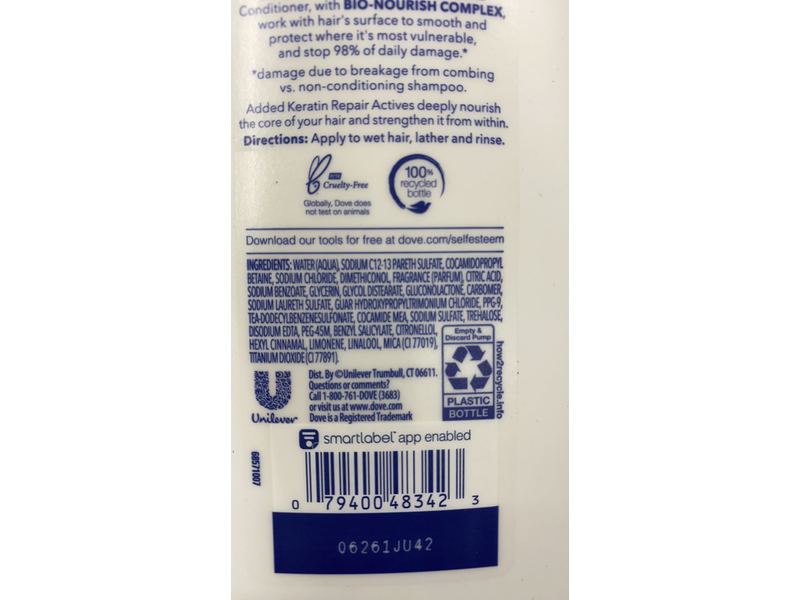 Conditioner, with BIO-NOURISH COMPLEX,
work with hair's surface to smooth and
protect where it's most vulnerable,
and stop 98% of daily damage.*
*damage due to breakage from combing
vs. non-conditioning shampoo.
Added Keratin Repair Actives deeply nourish
the core of your hair and strengthen it from within.
Directions: Apply to wet hair, lather and rinse.
PETA
Cruelty-Free
Globally, Dove does
not test on animals
100%
recycled
bottle
Download our tools for free at dove.com/selfesteem
INGREDIENTS: WATER (AQUA), SODIUM C12-13 PARETH SULFATE, COCAMIDOPROPYL
BETAINE, SODIUM CHLORIDE, DIMETHICONOL, FRAGRANCE (PARFUM), CITRIC ACID,
SODIUM BENZOATE, GLYCERIN, GLYCOL DISTEARATE, GLUCONOLACTONE, CARBOMER,
SODIUM LAURETH SULFATE, GUAR HYDROXYPROPYLTRIMONIUM CHLORIDE, PPG-9,
TEA-DODECYLBENZENESULFONATE, COCAMIDE MEA, SODIUM SULFATE, TREHALOSE,
DISODIUM EDTA, PEG-45M, BENZYL SALICYLATE, CITRONELLOL,
HEXYL CINNAMAL, LIMONENE, LINALOOL, MICA (CI 77019),
TITANIUM DIOXIDE (CI 77891).
Empty &
Discard Pump
PLASTIC
BOTTLE
how2recycle.info
Unilever
Dist. By ©Unilever Trumbull, CT 06611.
Questions or comments?
Call 1-800-761-DOVE (3683)
or visit us at www.dove.com
Dove is a Registered Trademark
smartlabel™ app enabled
68571007
0 79400 48342 3
06261JU42